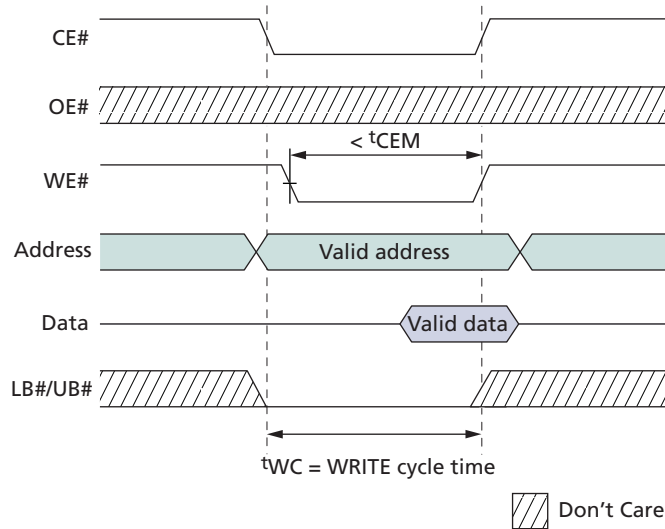 CE#
OE#
< tCEM
WE#
Address
Valid address
Data
Valid data
LB#/UB#
tWC = WRITE cycle time
Don't Care